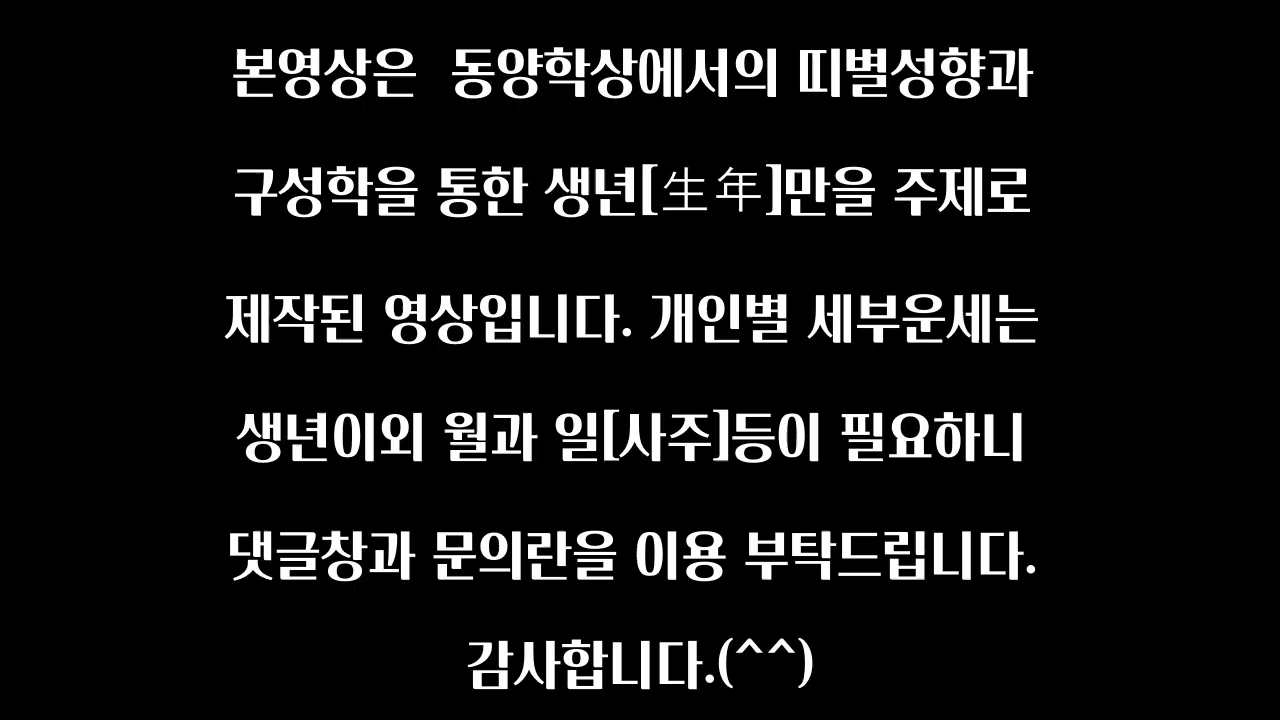 본영상은 동양학상에서의 띠별성향과
구성학을 통한 생년[生年]만을 주제로
제작된 영상입니다. 개인별 세부운세는
생년이외 월과 일[사주]등이 필요하니
댓글창과 문의란을 이용 부탁드립니다.
감사합니다.(^^)